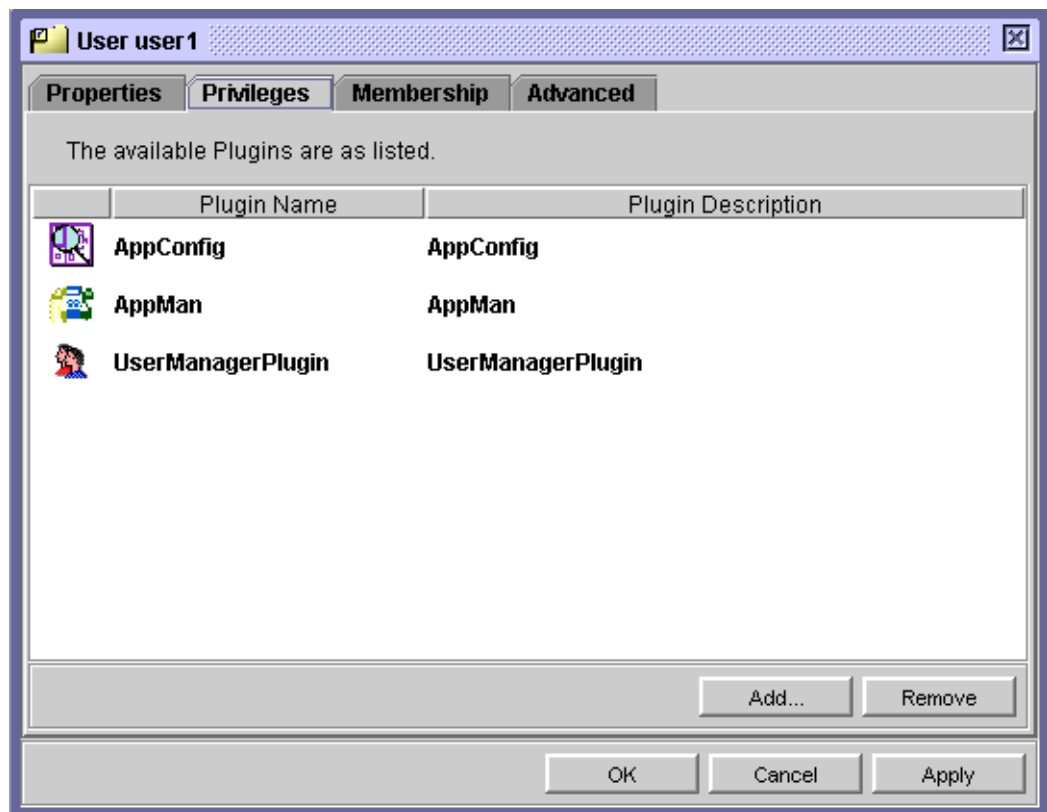 User user1
Properties Privileges Membership Advanced
The available Plugins are as listed.
Plugin Name Plugin Description
AppConfig AppConfig
AppMan AppMan
UserManagerPlugin UserManagerPlugin
Add... Remove
OK Cancel Apply